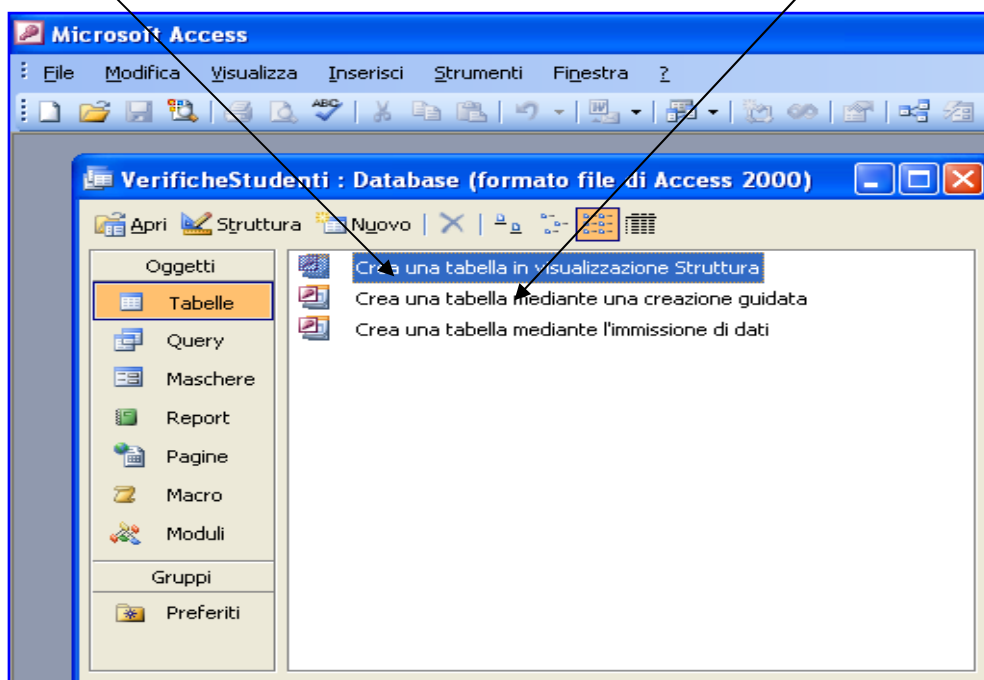 Microsoft Access
File Modifica Visualizza Inserisci Strumenti Finestra ?
ABC W
VerificheStudenti : Database (formato file di Access 2000)
Apri Struttura Nuovo
Oggetti
Tabelle
Query
Maschere
Report
Pagine
Macro
Moduli
Gruppi
Preferiti
Crea una tabella in visualizzazione Struttura
Crea una tabella mediante una creazione guidata
Crea una tabella mediante l'immissione di dati